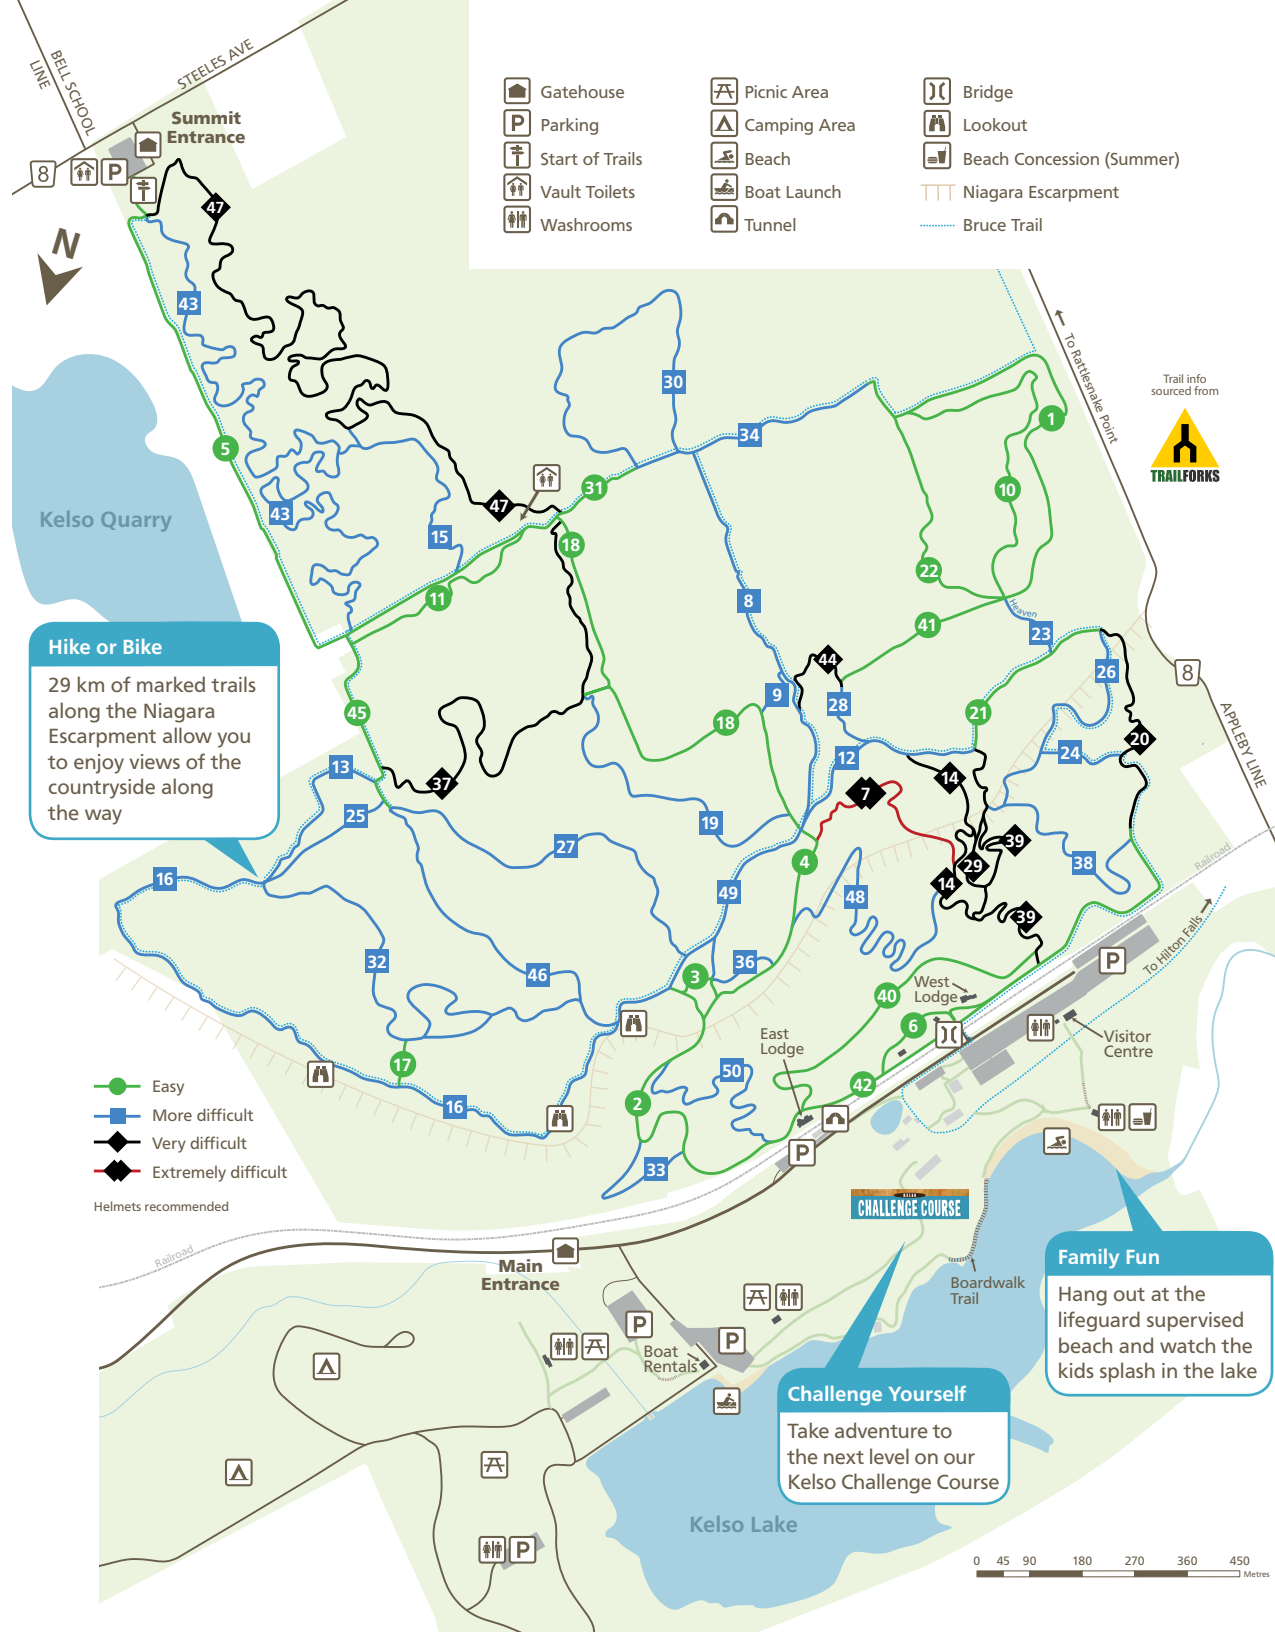 BELL SCHOOL
LINE
STEELES AVE
Summit
Entrance
8
P
N
Gatehouse
Parking
Start of Trails
Vault Toilets
Washrooms
Picnic Area
Camping Area
Beach
Boat Launch
Tunnel
Bridge
Lookout
Beach Concession (Summer)
Niagara Escarpment
Bruce Trail
P
To Rattlesnake Point
Trail info
sourced from
TRAILFORKS
47
43
30
34
1
5
10
31
47
43
15
18
22
11
8
41
Heaven
23
44
26
8
9
28
45
18
21
20
24
12
13
14
37
7
25
19
39
27
4
29
38
16
49
14
48
39
APPLEBY LINE
Railroad
To Hilton Falls
Kelso Quarry
Hike or Bike
29 km of marked trails
along the Niagara
Escarpment allow you
to enjoy views of the
countryside along
the way
32
46
3
36
40
6
West
Lodge
P
East
Lodge
Visitor
Centre
17
50
42
2
16
33
P
Easy
More difficult
Very difficult
Extremely difficult
Helmets recommended
Railroad
KELSO
CHALLENGE COURSE
Main
Entrance
Boardwalk
Trail
Family Fun
Hang out at the
lifeguard supervised
beach and watch the
kids splash in the lake
P
P
Boat
Rentals
Challenge Yourself
Take adventure to
the next level on our
Kelso Challenge Course
Kelso Lake
P
0 45 90 180 270 360 450
Metres